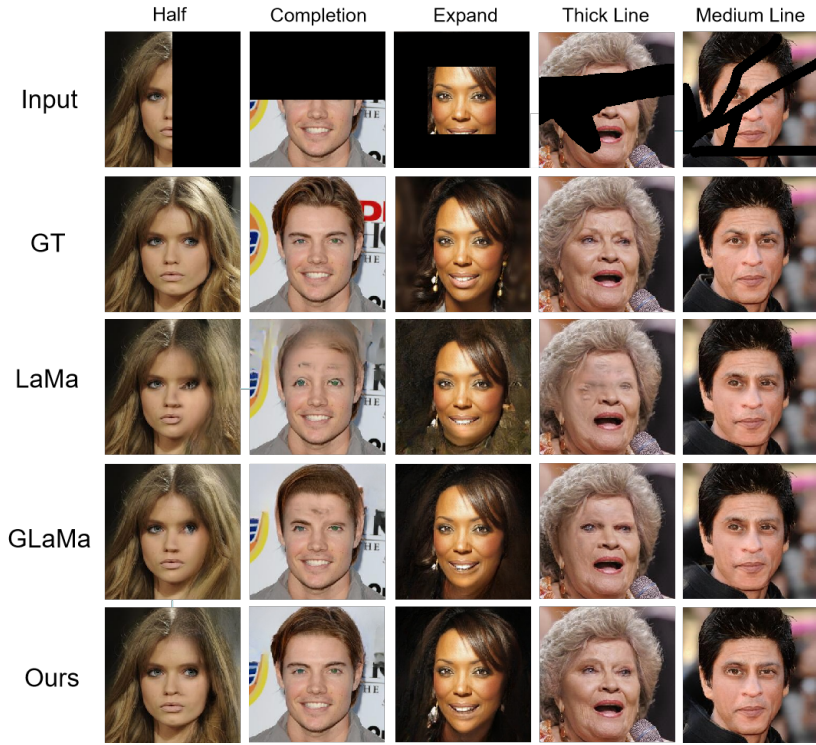 Half Completion Expand Thick Line Medium Line
Input
GT
LaMa
GLaMa
Ours